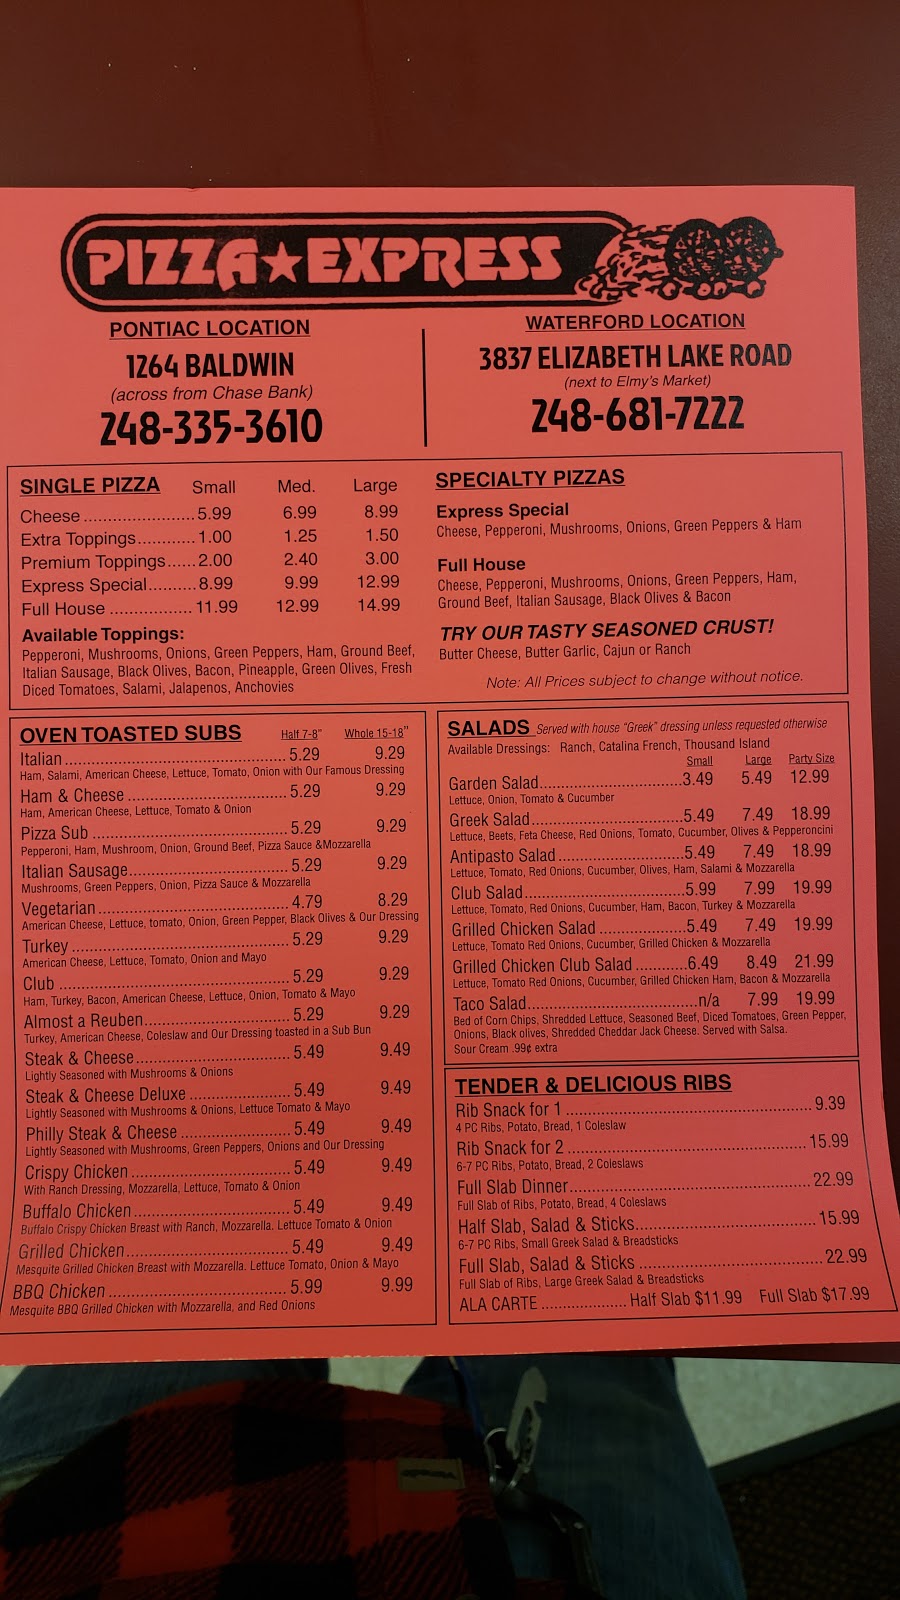 PIZZA★EXPRESS
PONTIAC LOCATION
1264 BALDWIN
(across from Chase Bank)
248-335-3610
WATERFORD LOCATION
3837 ELIZABETH LAKE ROAD
(next to Elmy's Market)
248-681-7222
SINGLE PIZZA Small Med. Large
Cheese ........................ 5.99 6.99 8.99
Extra Toppings............ 1.00 1.25 1.50
Premium Toppings...... 2.00 2.40 3.00
Express Special.......... 8.99 9.99 12.99
Full House .................. 11.99 12.99 14.99
Available Toppings:
Pepperoni, Mushrooms, Onions, Green Peppers, Ham, Ground Beef,
Italian Sausage, Black Olives, Bacon, Pineapple, Green Olives, Fresh
Diced Tomatoes, Salami, Jalapenos, Anchovies
SPECIALTY PIZZAS
Express Special
Cheese, Pepperoni, Mushrooms, Onions, Green Peppers & Ham
Full House
Cheese, Pepperoni, Mushrooms, Onions, Green Peppers, Ham,
Ground Beef, Italian Sausage, Black Olives & Bacon
TRY OUR TASTY SEASONED CRUST!
Butter Cheese, Butter Garlic, Cajun or Ranch
Note: All Prices subject to change without notice.
OVEN TOASTED SUBS Half 7-8" Whole 15-18"
Italian ........................ 5.29 9.29
Ham, Salami, American Cheese, Lettuce, Tomato, Onion with Our Famous Dressing
Ham & Cheese ........................ 5.29 9.29
Ham, American Cheese, Lettuce, Tomato & Onion
Pizza Sub ........................ 5.29 9.29
Pepperoni, Ham, Mushroom, Onion, Ground Beef, Pizza Sauce &Mozzarella
Italian Sausage........................ 5.29 9.29
Mushrooms, Green Peppers, Onion, Pizza Sauce & Mozzarella
Vegetarian ........................ 4.79 8.29
American Cheese, Lettuce, tomato, Onion, Green Pepper, Black Olives & Our Dressing
Turkey ........................ 5.29 9.29
American Cheese, Lettuce, Tomato, Onion and Mayo
Club ........................ 5.29 9.29
Ham, Turkey, Bacon, American Cheese, Lettuce, Onion, Tomato & Mayo
Almost a Reuben........................ 5.29 9.29
Turkey, American Cheese, Coleslaw and Our Dressing toasted in a Sub Bun
Steak & Cheese........................ 5.49 9.49
Lightly Seasoned with Mushrooms & Onions
Steak & Cheese Deluxe ........................ 5.49 9.49
Lightly Seasoned with Mushrooms & Onions, Lettuce Tomato & Mayo
Philly Steak & Cheese ........................ 5.49 9.49
Lightly Seasoned with Mushrooms, Green Peppers, Onions and Our Dressing
Crispy Chicken ........................ 5.49 9.49
With Ranch Dressing, Mozzarella, Lettuce, Tomato & Onion
Buffalo Chicken........................ 5.49 9.49
Buffalo Crispy Chicken Breast with Ranch, Mozzarella. Lettuce Tomato & Onion
Grilled Chicken........................ 5.49 9.49
Mesquite Grilled Chicken Breast with Mozzarella. Lettuce Tomato, Onion & Mayo
BBQ Chicken ........................ 5.99 9.99
Mesquite BBQ Grilled Chicken with Mozzarella, and Red Onions
SALADS Served with house "Greek" dressing unless requested otherwise
Available Dressings: Ranch, Catalina French, Thousand Island
Small Large Party Size
Garden Salad........................ 3.49 5.49 12.99
Lettuce, Onion, Tomato & Cucumber
Greek Salad........................ 5.49 7.49 18.99
Lettuce, Beets, Feta Cheese, Red Onions, Tomato, Cucumber, Olives & Pepperoncini
Antipasto Salad ........................ 5.49 7.49 18.99
Lettuce, Tomato, Red Onions, Cucumber, Olives, Ham, Salami & Mozzarella
Club Salad........................ 5.99 7.99 19.99
Lettuce, Tomato, Red Onions, Cucumber, Ham, Bacon, Turkey & Mozzarella
Grilled Chicken Salad ................ 5.49 7.49 19.99
Lettuce, Tomato Red Onions, Cucumber, Grilled Chicken & Mozzarella
Grilled Chicken Club Salad ............ 6.49 8.49 21.99
Lettuce, Tomato Red Onions, Cucumber, Grilled Chicken Ham, Bacon & Mozzarella
Taco Salad........................ n/a 7.99 19.99
Bed of Corn Chips, Shredded Lettuce, Seasoned Beef, Diced Tomatoes, Green Pepper,
Onions, Black olives, Shredded Cheddar Jack Cheese. Served with Salsa.
Sour Cream .99¢ extra
TENDER & DELICIOUS RIBS
Rib Snack for 1 ........................ 9.39
4 PC Ribs, Potato, Bread, 1 Coleslaw
Rib Snack for 2 ........................ 15.99
6-7 PC Ribs, Potato, Bread, 2 Coleslaws
Full Slab Dinner........................ 22.99
Full Slab of Ribs, Potato, Bread, 4 Coleslaws
Half Slab, Salad & Sticks........................ 15.99
6-7 PC Ribs, Small Greek Salad & Breadsticks
Full Slab, Salad & Sticks ........................ 22.99
Full Slab of Ribs, Large Greek Salad & Breadsticks
ALA CARTE .................... Half Slab $11.99 Full Slab $17.99